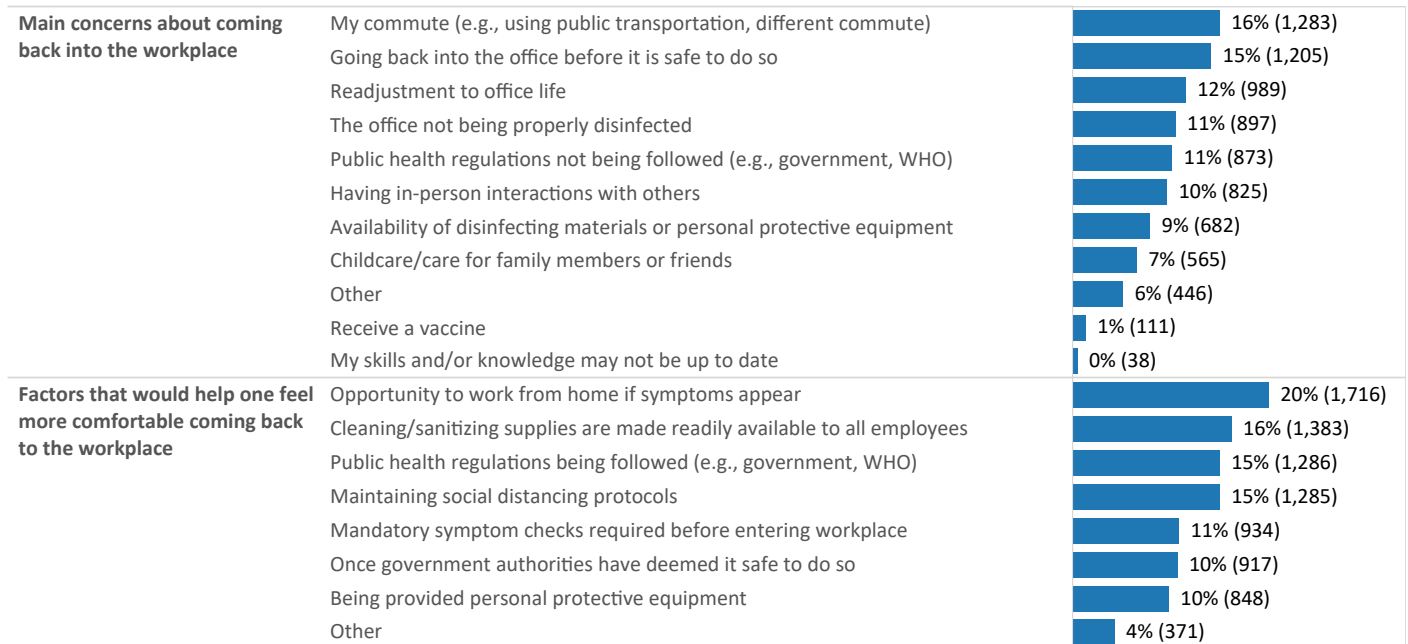 Main concerns about coming back into the workplace
My commute (e.g., using public transportation, different commute) 16% (1,283)
Going back into the office before it is safe to do so 15% (1,205)
Readjustment to office life 12% (989)
The office not being properly disinfected 11% (897)
Public health regulations not being followed (e.g., government, WHO) 11% (873)
Having in-person interactions with others 10% (825)
Availability of disinfecting materials or personal protective equipment 9% (682)
Childcare/care for family members or friends 7% (565)
Other 6% (446)
Receive a vaccine 1% (111)
My skills and/or knowledge may not be up to date 0% (38)
Factors that would help one feel more comfortable coming back to the workplace
Opportunity to work from home if symptoms appear 20% (1,716)
Cleaning/sanitizing supplies are made readily available to all employees 16% (1,383)
Public health regulations being followed (e.g., government, WHO) 15% (1,286)
Maintaining social distancing protocols 15% (1,285)
Mandatory symptom checks required before entering workplace 11% (934)
Once government authorities have deemed it safe to do so 10% (917)
Being provided personal protective equipment 10% (848)
Other 4% (371)